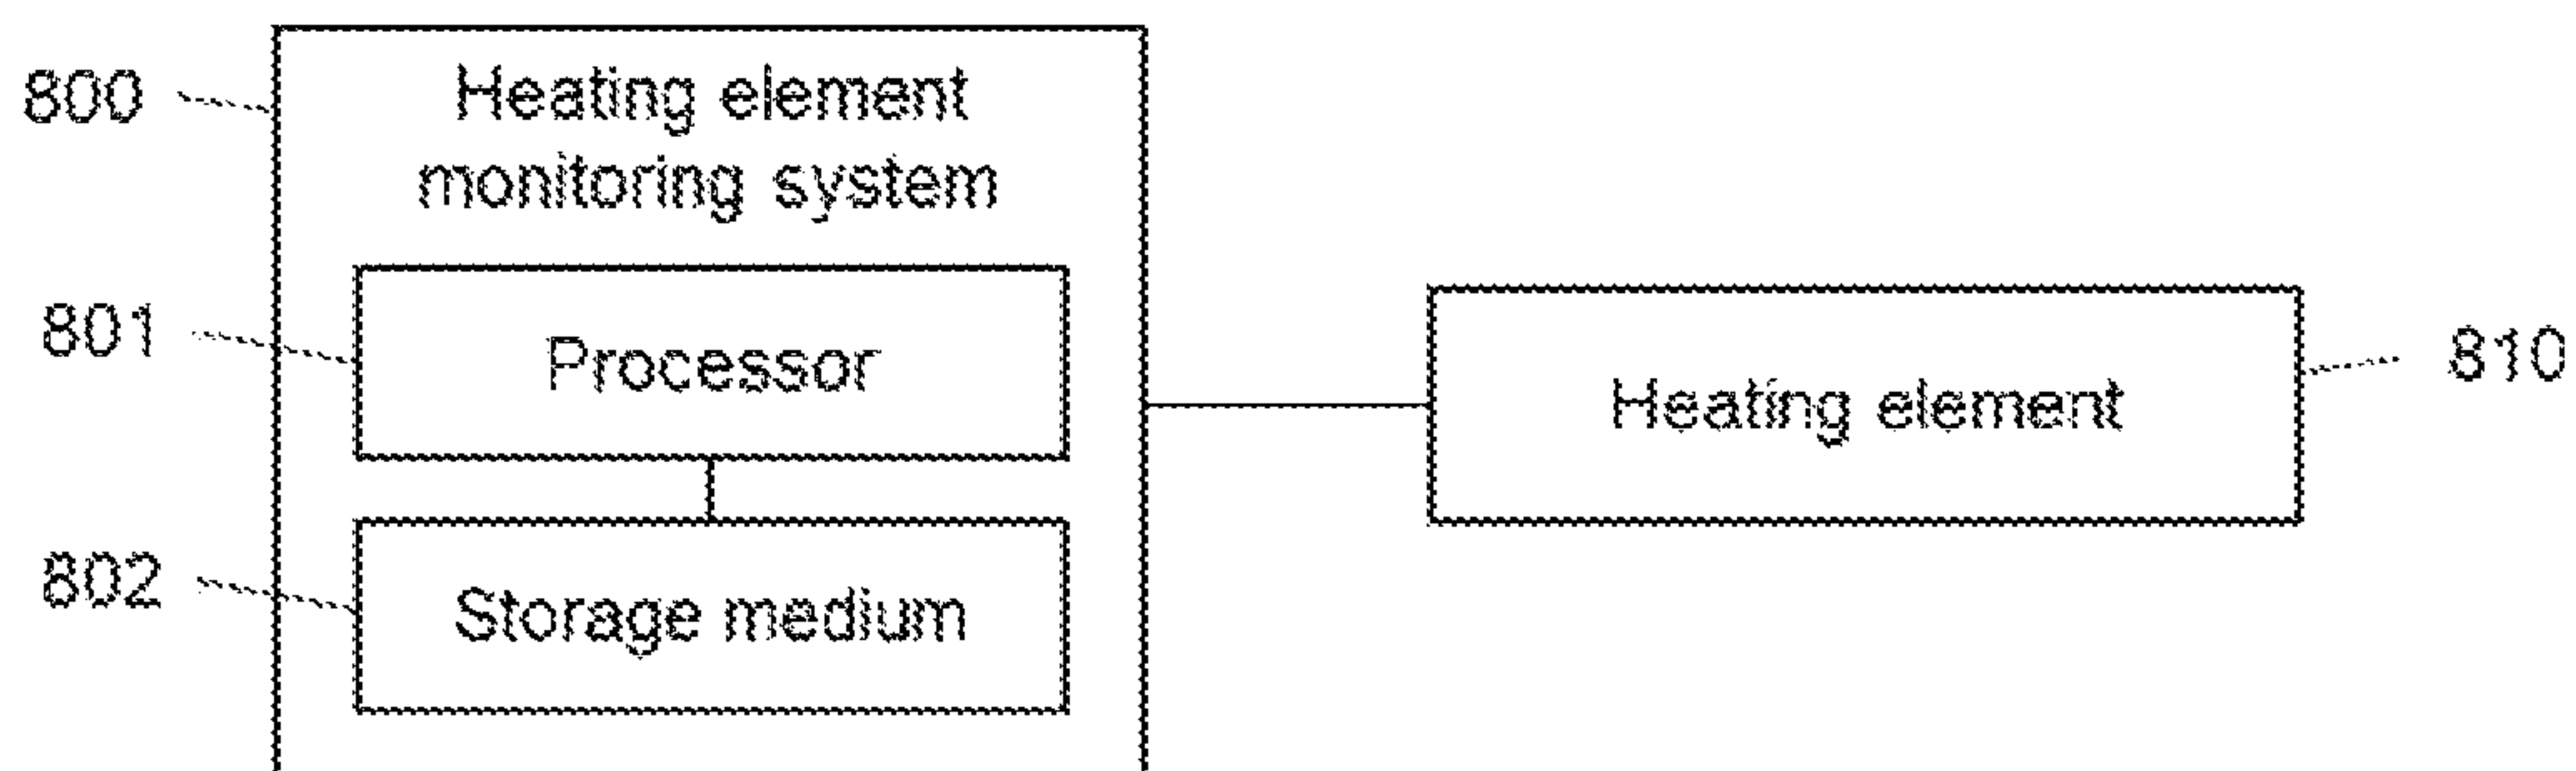 800
Heating element
monitoring system
801
Processor
Heating element
810
802
Storage medium